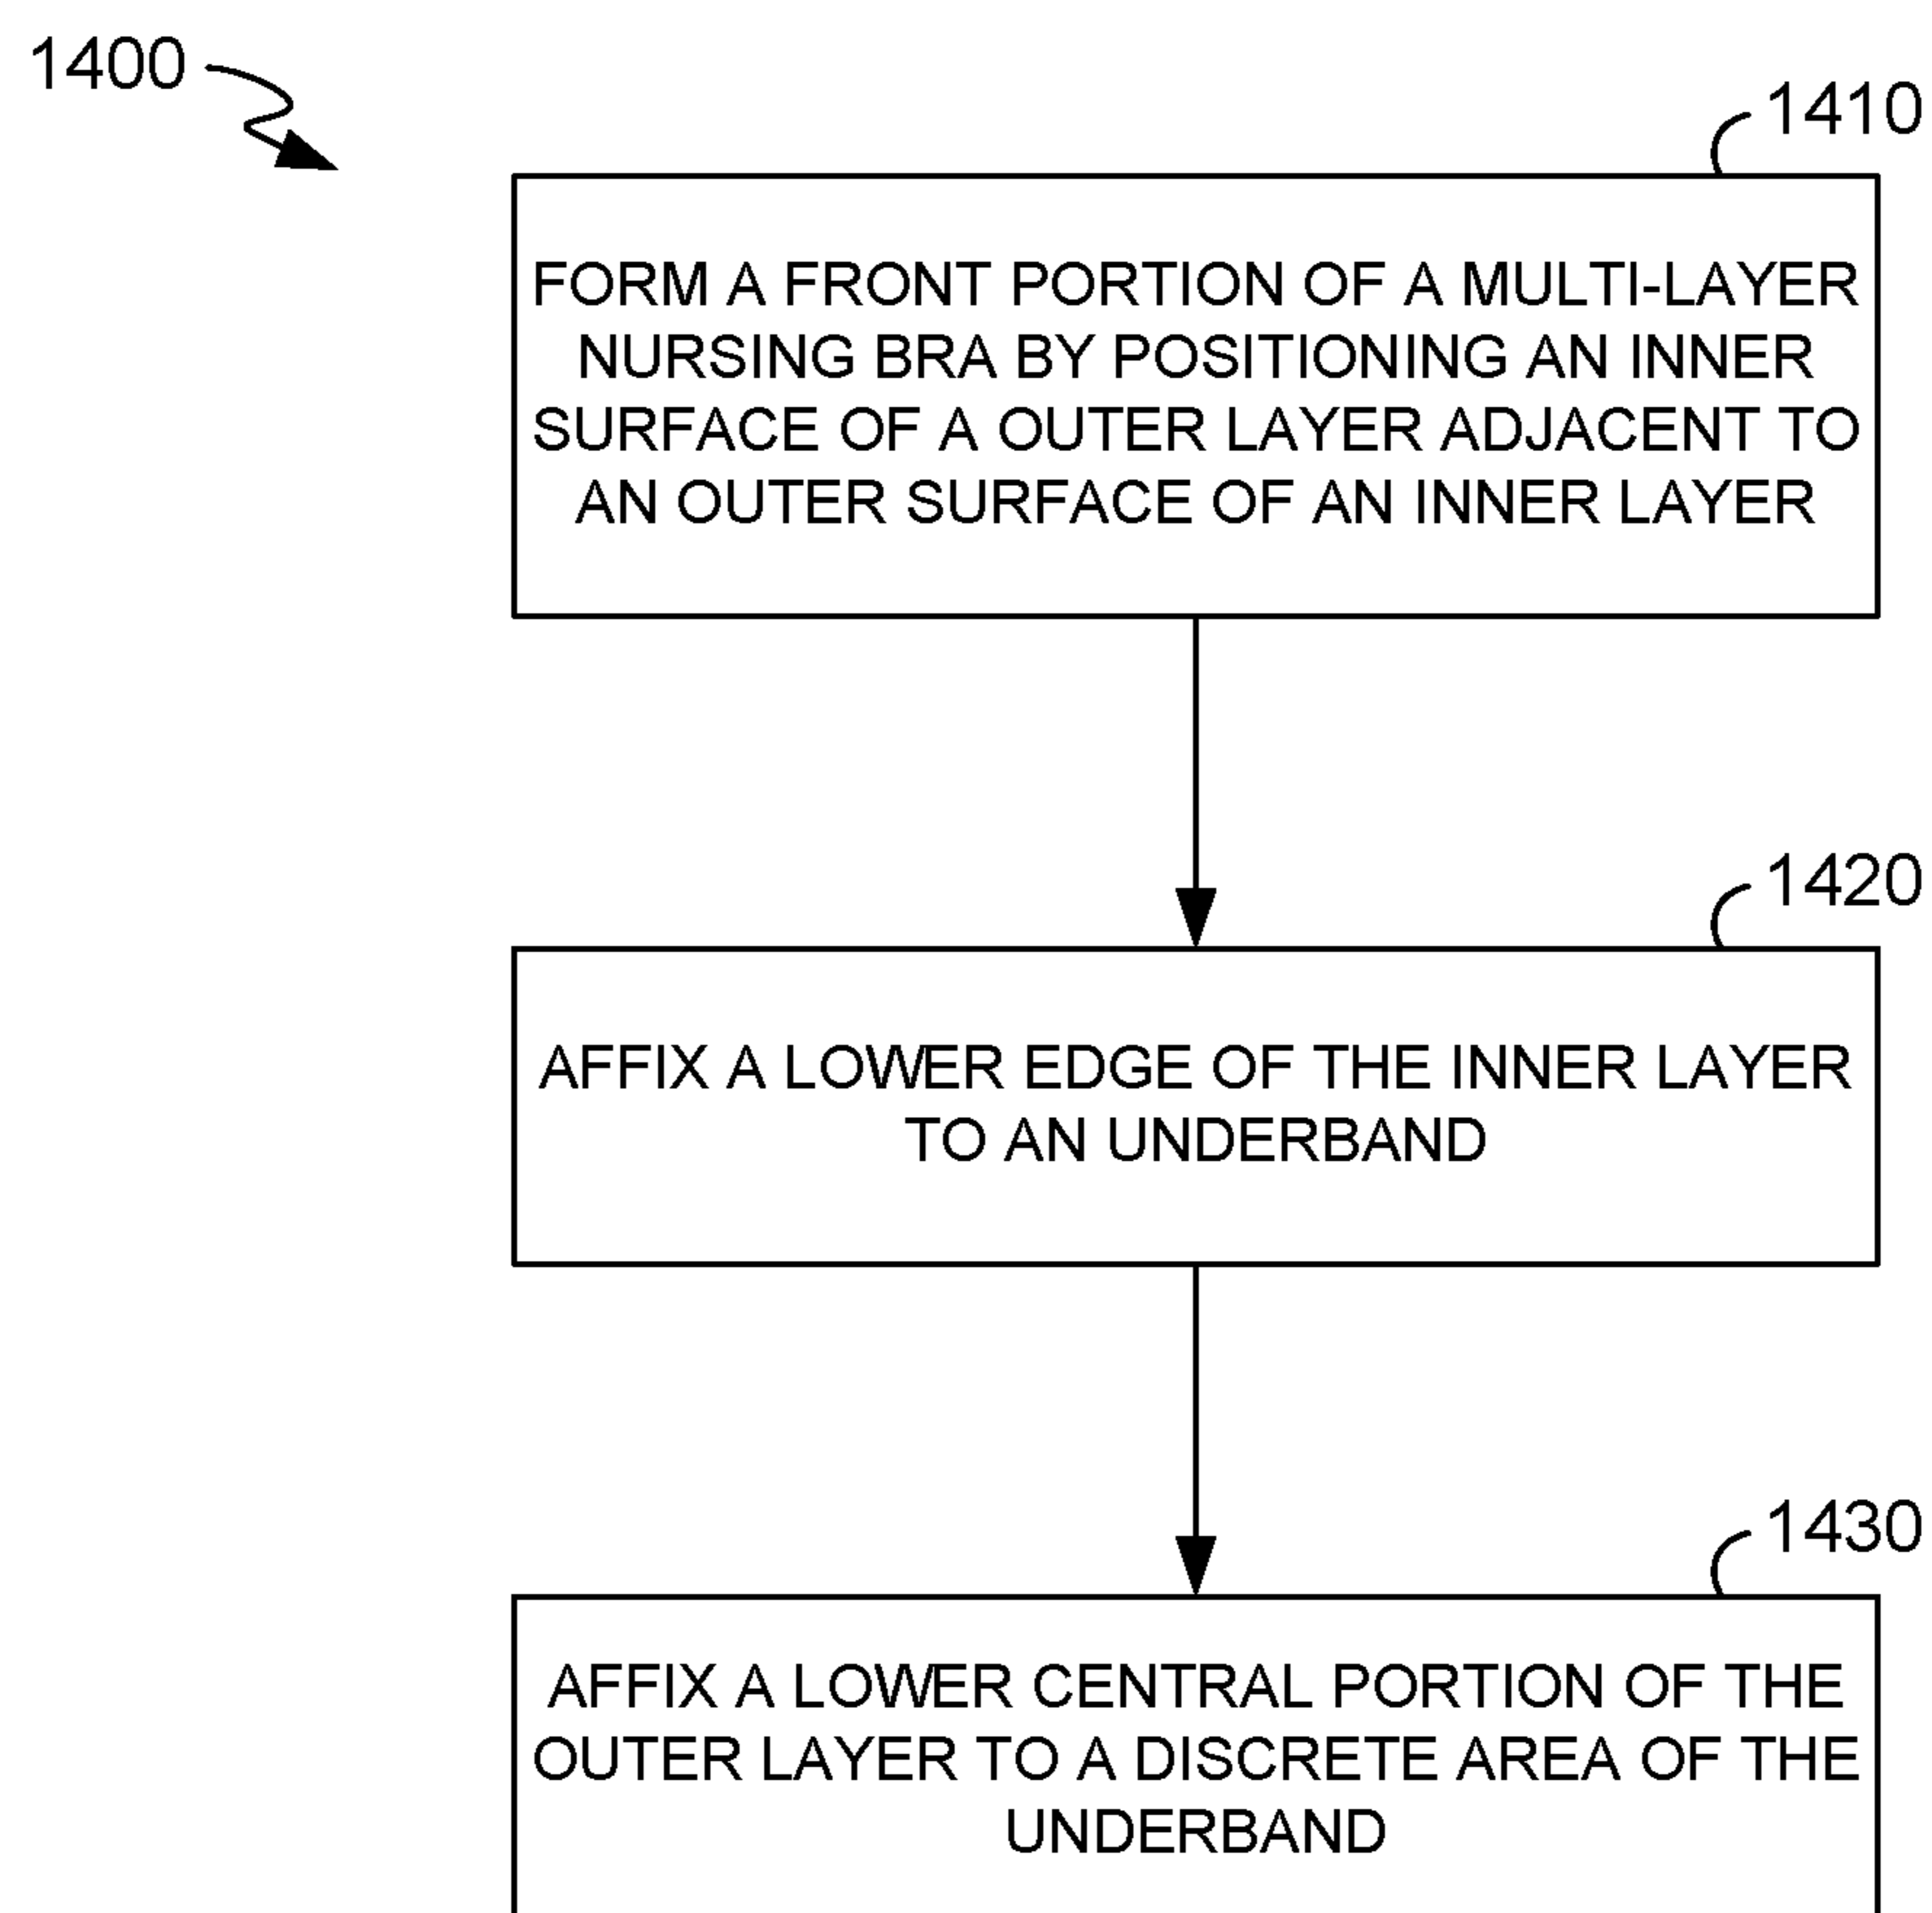 1400
1410
FORM A FRONT PORTION OF A MULTI-LAYER
NURSING BRA BY POSITIONING AN INNER
SURFACE OF A OUTER LAYER ADJACENT TO
AN OUTER SURFACE OF AN INNER LAYER
1420
AFFIX A LOWER EDGE OF THE INNER LAYER
TO AN UNDERBAND
1430
AFFIX A LOWER CENTRAL PORTION OF THE
OUTER LAYER TO A DISCRETE AREA OF THE
UNDERBAND